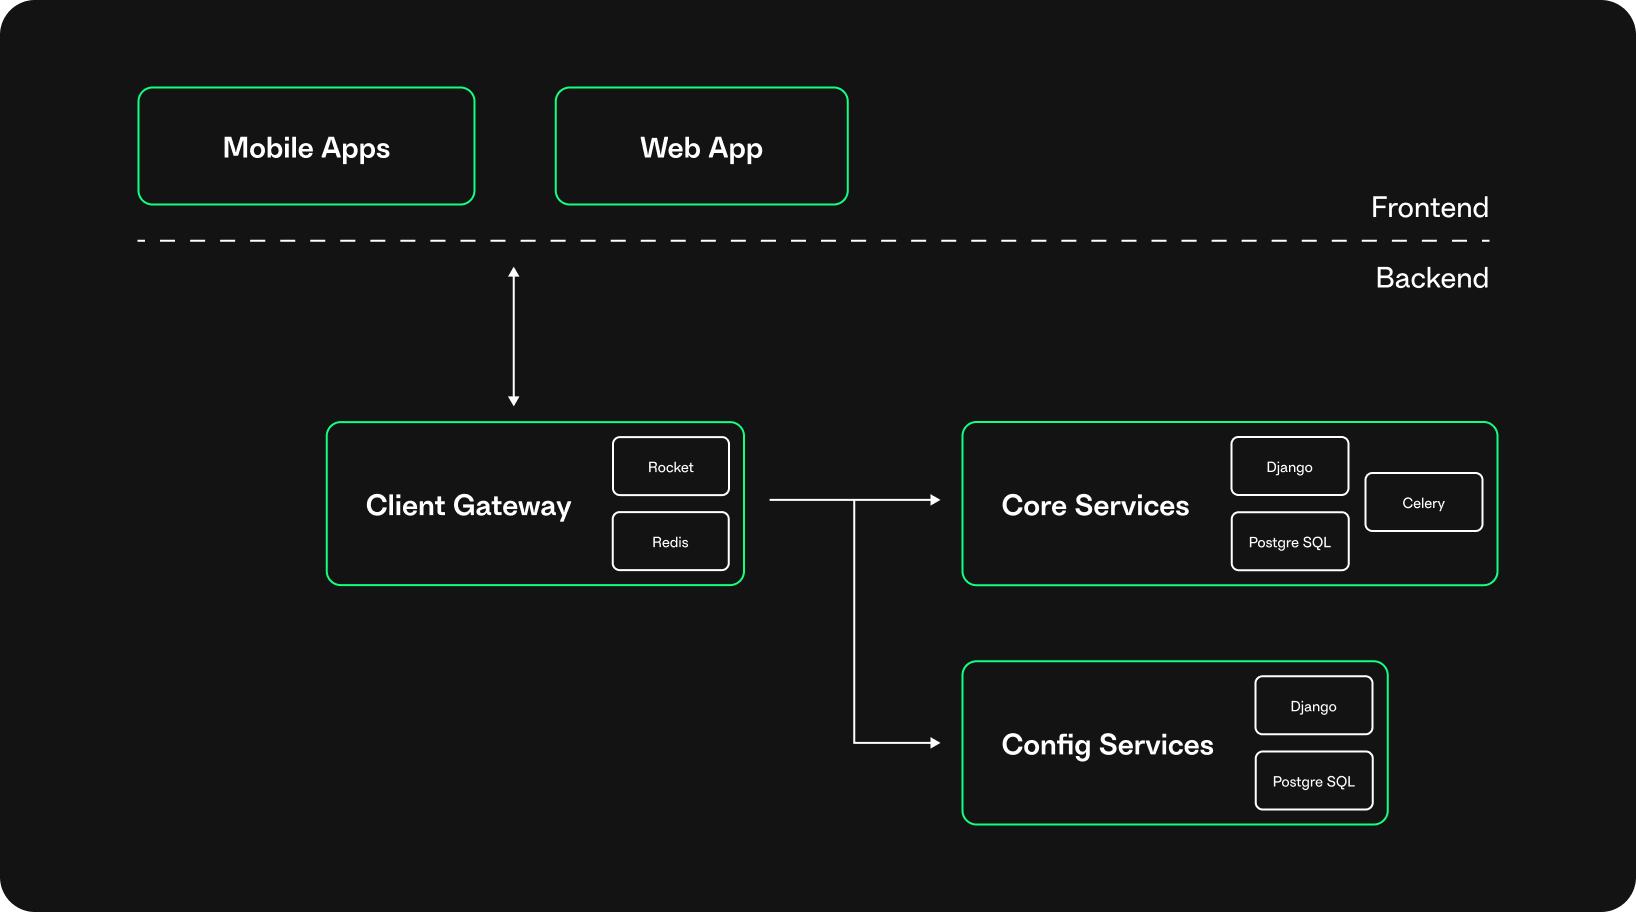 Mobile Apps
Web App
Frontend
Backend
Client Gateway
Rocket
Redis
Core Services
Django
Postgre SQL
Celery
Config Services
Django
Postgre SQL